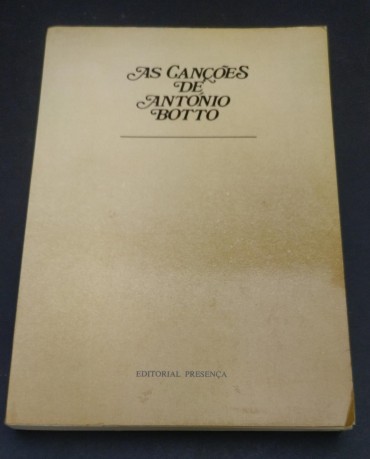 AS CANÇÕES
DE
ANTÓNIO
BOTTO
EDITORIAL PRESENÇA